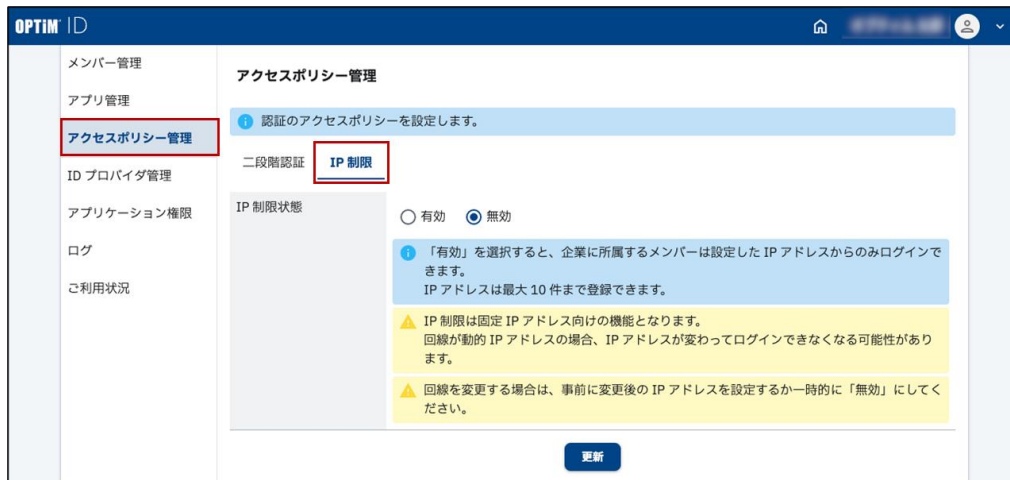 OPTiM ID
メンバー管理
アプリ管理
アクセスポリシー管理
ID プロバイダ管理
アプリケーション権限
ログ
ご利用状況
アクセスポリシー管理
認証のアクセスポリシーを設定します。
二段階認証 IP 制限
IP 制限状態
有効 無効
「有効」を選択すると、企業に所属するメンバーは設定した IP アドレスからのみログインで
きます。
IP アドレスは最大 10 件まで登録できます。
IP 制限は固定 IP アドレス向けの機能となります。
回線が動的 IP アドレスの場合、IP アドレスが変わってログインできなくなる可能性があり
ます。
回線を変更する場合は、事前に変更後の IP アドレスを設定するか一時的に「無効」にしてく
ださい。
更新